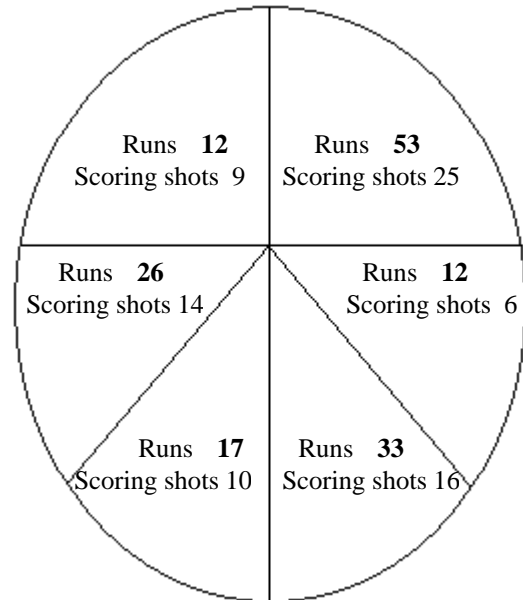 Runs 12
Scoring shots 9
Runs 53
Scoring shots 25
Runs 26
Scoring shots 14
Runs 12
Scoring shots 6
Runs 17
Scoring shots 10
Runs 33
Scoring shots 16